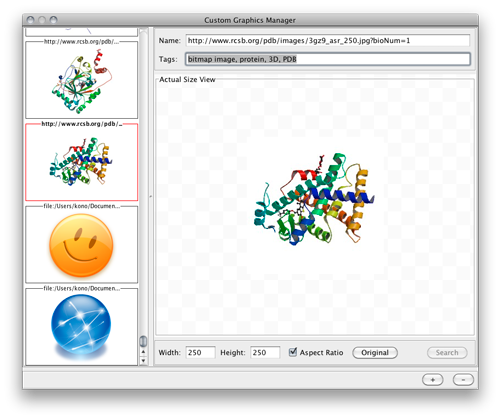 Custom Graphics Manager
http://www.rcsb.org/pdb/...
http://www.rcsb.org/pdb/...
file:/Users/kono/Documen...
file:/Users/kono/Documen...
Name: http://www.rcsb.org/pdb/images/3gz9_asr_250.jpg?bioNum=1
Tags: bitmap image, protein, 3D, PDB
Actual Size View
Width: 250 Height: 250 Aspect Ratio Original Search
+ -